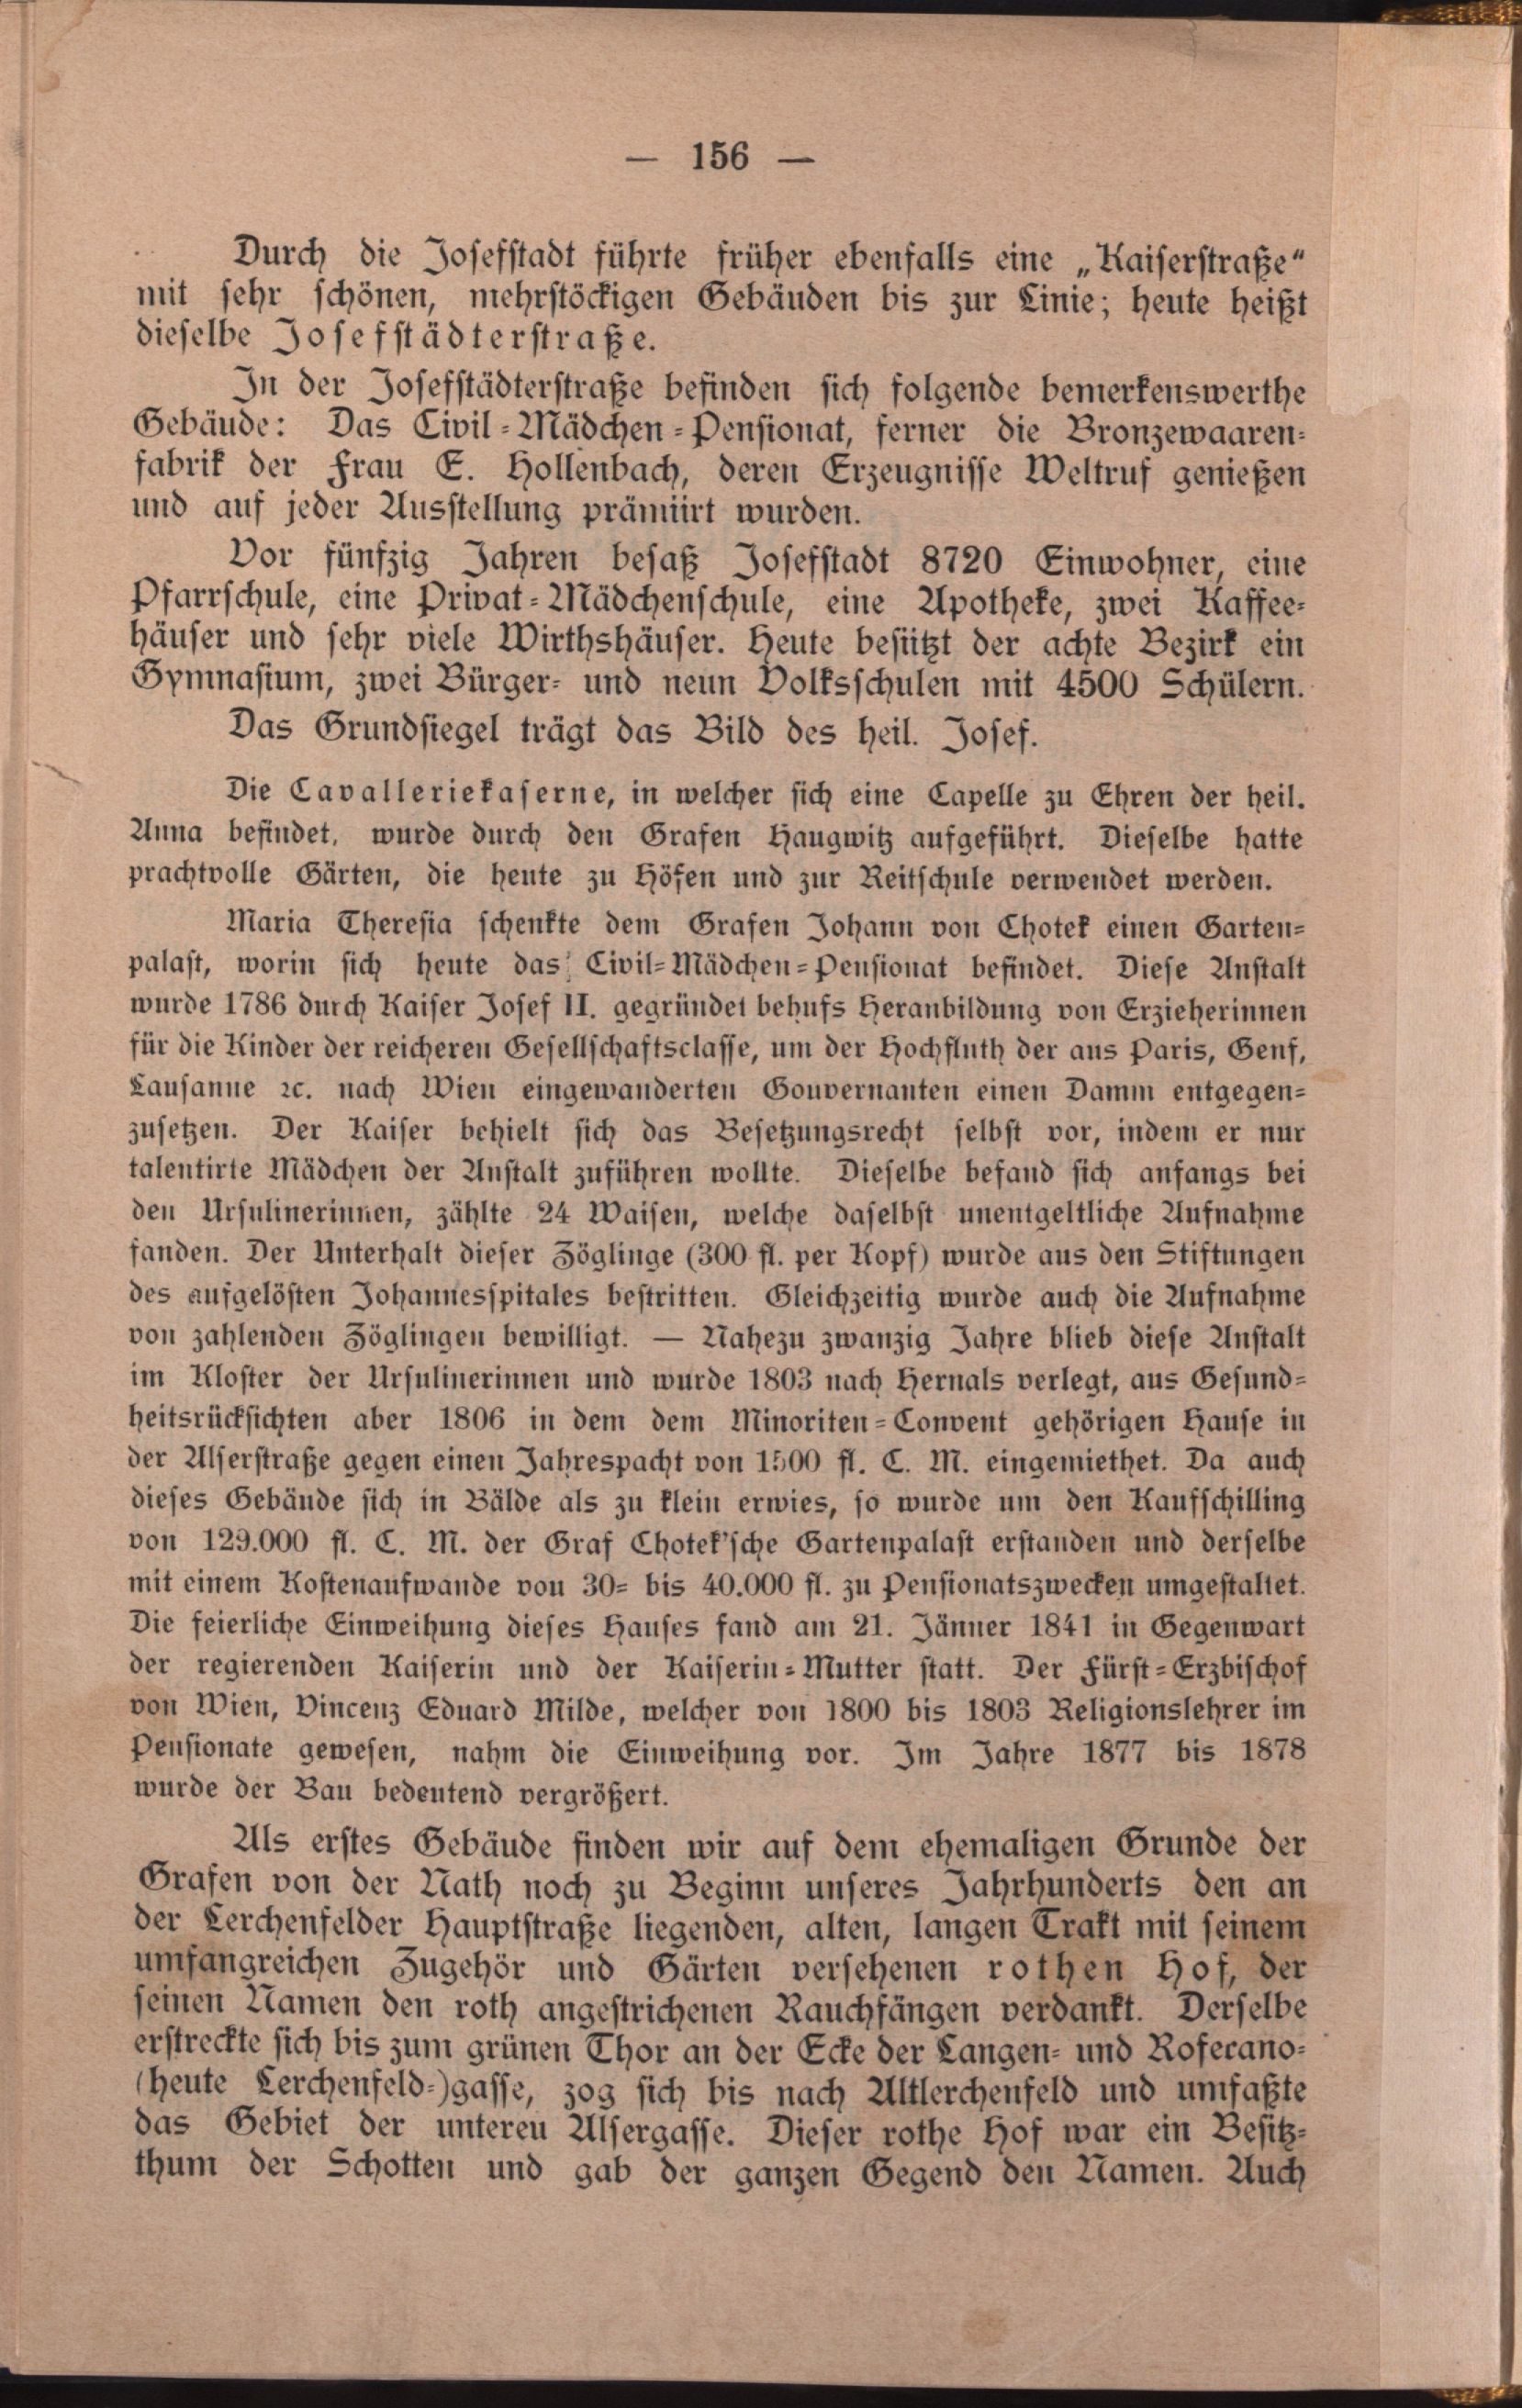 — 156 —
Durch die Josefstadt führte früher ebenfalls eine „Kaiserstraße“
mit sehr schönen, mehrstöckigen Gebäuden bis zur Linie; heute heißt
dieselbe Josefstädterstraße.
In der Josefstädterstraße befinden sich folgende bemerkenswerthe
Gebäude: Das Civil-Mädchen-Pensionat, ferner die Bronzewaaren-
fabrik der Frau E. Hollenbach, deren Erzeugnisse Weltruf genießen
und auf jeder Ausstellung prämiirt wurden.
Vor fünfzig Jahren besaß Josefstadt 8720 Einwohner, eine
Pfarrschule, eine Privat-Mädchenschule, eine Apotheke, zwei Kaffee-
häuser und sehr viele Wirthshäuser. Heute besiitzt der achte Bezirk ein
Gymnasium, zwei Bürger- und neun Volksschulen mit 4500 Schülern.
Das Grundsiegel trägt das Bild des heil. Josef.
Die Cavalleriekaserne, in welcher sich eine Capelle zu Ehren der heil.
Anna befindet, wurde durch den Grafen Haugwitz aufgeführt. Dieselbe hatte
prachtvolle Gärten, die heute zu Höfen und zur Reitschule verwendet werden.
Maria Theresia schenkte dem Grafen Johann von Chotek einen Garten-
palast, worin sich heute das Civil-Mädchen-Pensionat befindet. Diese Anstalt
wurde 1786 durch Kaiser Josef II. gegründet behufs Heranbildung von Erzieherinnen
für die Kinder der reicheren Gesellschaftsclasse, um der Hochfluth der aus Paris, Genf,
Lausanne ꝛc. nach Wien eingewanderten Gouvernanten einen Damm entgegen-
zusetzen. Der Kaiser behielt sich das Besetzungsrecht selbst vor, indem er nur
talentirte Mädchen der Anstalt zuführen wollte. Dieselbe befand sich anfangs bei
den Ursulinerinnen, zählte 24 Waisen, welche daselbst unentgeltliche Aufnahme
fanden. Der Unterhalt dieser Zöglinge (300 fl. per Kopf) wurde aus den Stiftungen
des aufgelösten Johannesspitales bestritten. Gleichzeitig wurde auch die Aufnahme
von zahlenden Zöglingen bewilligt. — Nahezu zwanzig Jahre blieb diese Anstalt
im Kloster der Ursulinerinnen und wurde 1803 nach Hernals verlegt, aus Gesund-
heitsrücksichten aber 1806 in dem dem Minoriten-Convent gehörigen Hause in
der Alserstraße gegen einen Jahrespacht von 1500 fl. C. M. eingemiethet. Da auch
dieses Gebäude sich in Bälde als zu klein erwies, so wurde um den Kaufschilling
von 129.000 fl. C. M. der Graf Chotek'sche Gartenpalast erstanden und derselbe
mit einem Kostenaufwande von 30- bis 40.000 fl. zu Pensionatszwecken umgestaltet.
Die feierliche Einweihung dieses Hauses fand am 21. Jänner 1841 in Gegenwart
der regierenden Kaiserin und der Kaiserin-Mutter statt. Der Fürst-Erzbischof
von Wien, Vincenz Eduard Milde, welcher von 1800 bis 1803 Religionslehrer im
Pensionate gewesen, nahm die Einweihung vor. Im Jahre 1877 bis 1878
wurde der Bau bedeutend vergrößert.
Als erstes Gebäude finden wir auf dem ehemaligen Grunde der
Grafen von der Nath noch zu Beginn unseres Jahrhunderts den an
der Lerchenfelder Hauptstraße liegenden, alten, langen Trakt mit seinem
umfangreichen Zugehör und Gärten versehenen rothen Hof, der
seinen Namen den roth angestrichenen Rauchfängen verdankt. Derselbe
erstreckte sich bis zum grünen Thor an der Ecke der Langen- und Rofecano-
(heute Lerchenfeld-)gasse, zog sich bis nach Altlerchenfeld und umfaßte
das Gebiet der unteren Alsergasse. Dieser rothe Hof war ein Besitz-
thum der Schotten und gab der ganzen Gegend den Namen. Auch